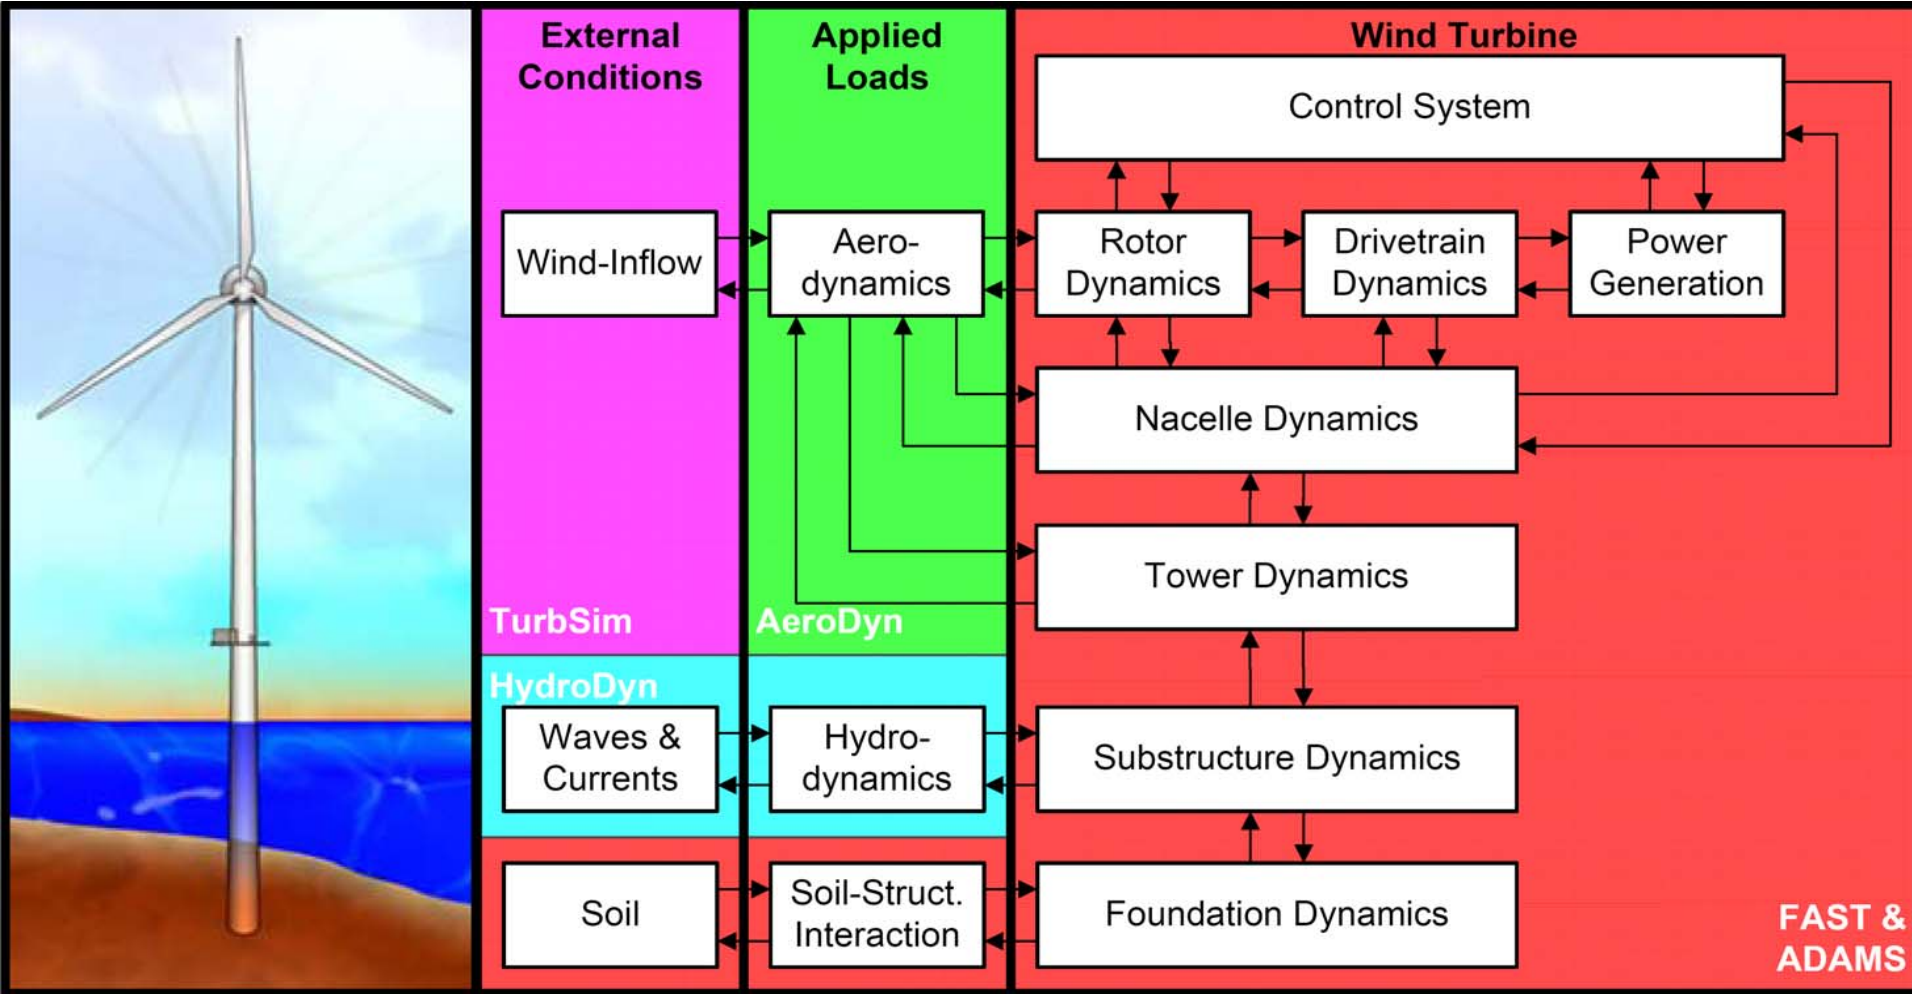 External
Conditions
Applied
Loads
Wind Turbine
Control System
Wind-Inflow
Aero-
dynamics
Rotor
Dynamics
Drivetrain
Dynamics
Power
Generation
Nacelle Dynamics
Tower Dynamics
TurbSim
AeroDyn
HydroDyn
Waves &
Currents
Hydro-
dynamics
Substructure Dynamics
Soil
Soil-Struct.
Interaction
Foundation Dynamics
FAST &
ADAMS